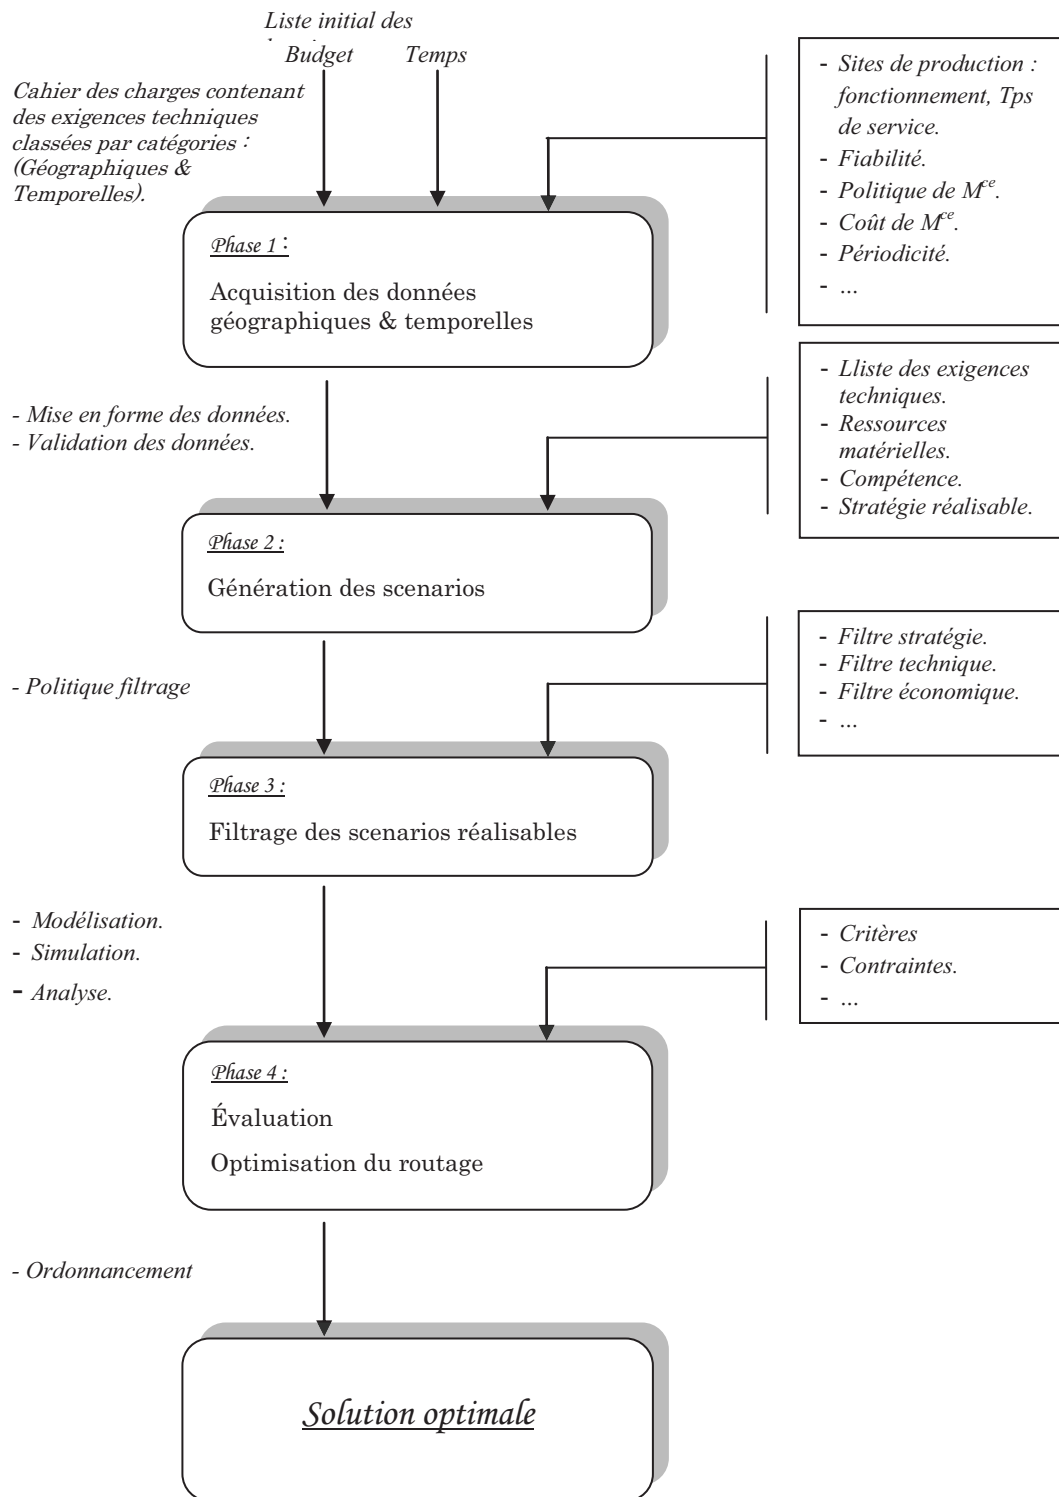 Liste initial des
Budget Temps
Cahier des charges contenant
des exigences techniques
classées par catégories :
(Géographiques &
Temporelles).
- Sites de production :
fonctionnement, Tps
de service.
- Fiabilité.
- Politique de Mce.
- Coût de Mce.
- Périodicité.
- ...
Phase 1 :
Acquisition des données
géographiques & temporelles
- Mise en forme des données.
- Validation des données.
- Lliste des exigences
techniques.
- Ressources
matérielles.
- Compétence.
- Stratégie réalisable.
Phase 2 :
Génération des scenarios
- Politique filtrage
- Filtre stratégie.
- Filtre technique.
- Filtre économique.
- ...
Phase 3 :
Filtrage des scenarios réalisables
- Modélisation.
- Simulation.
- Analyse.
- Critères
- Contraintes.
- ...
Phase 4 :
Évaluation
Optimisation du routage
- Ordonnancement
Solution optimale